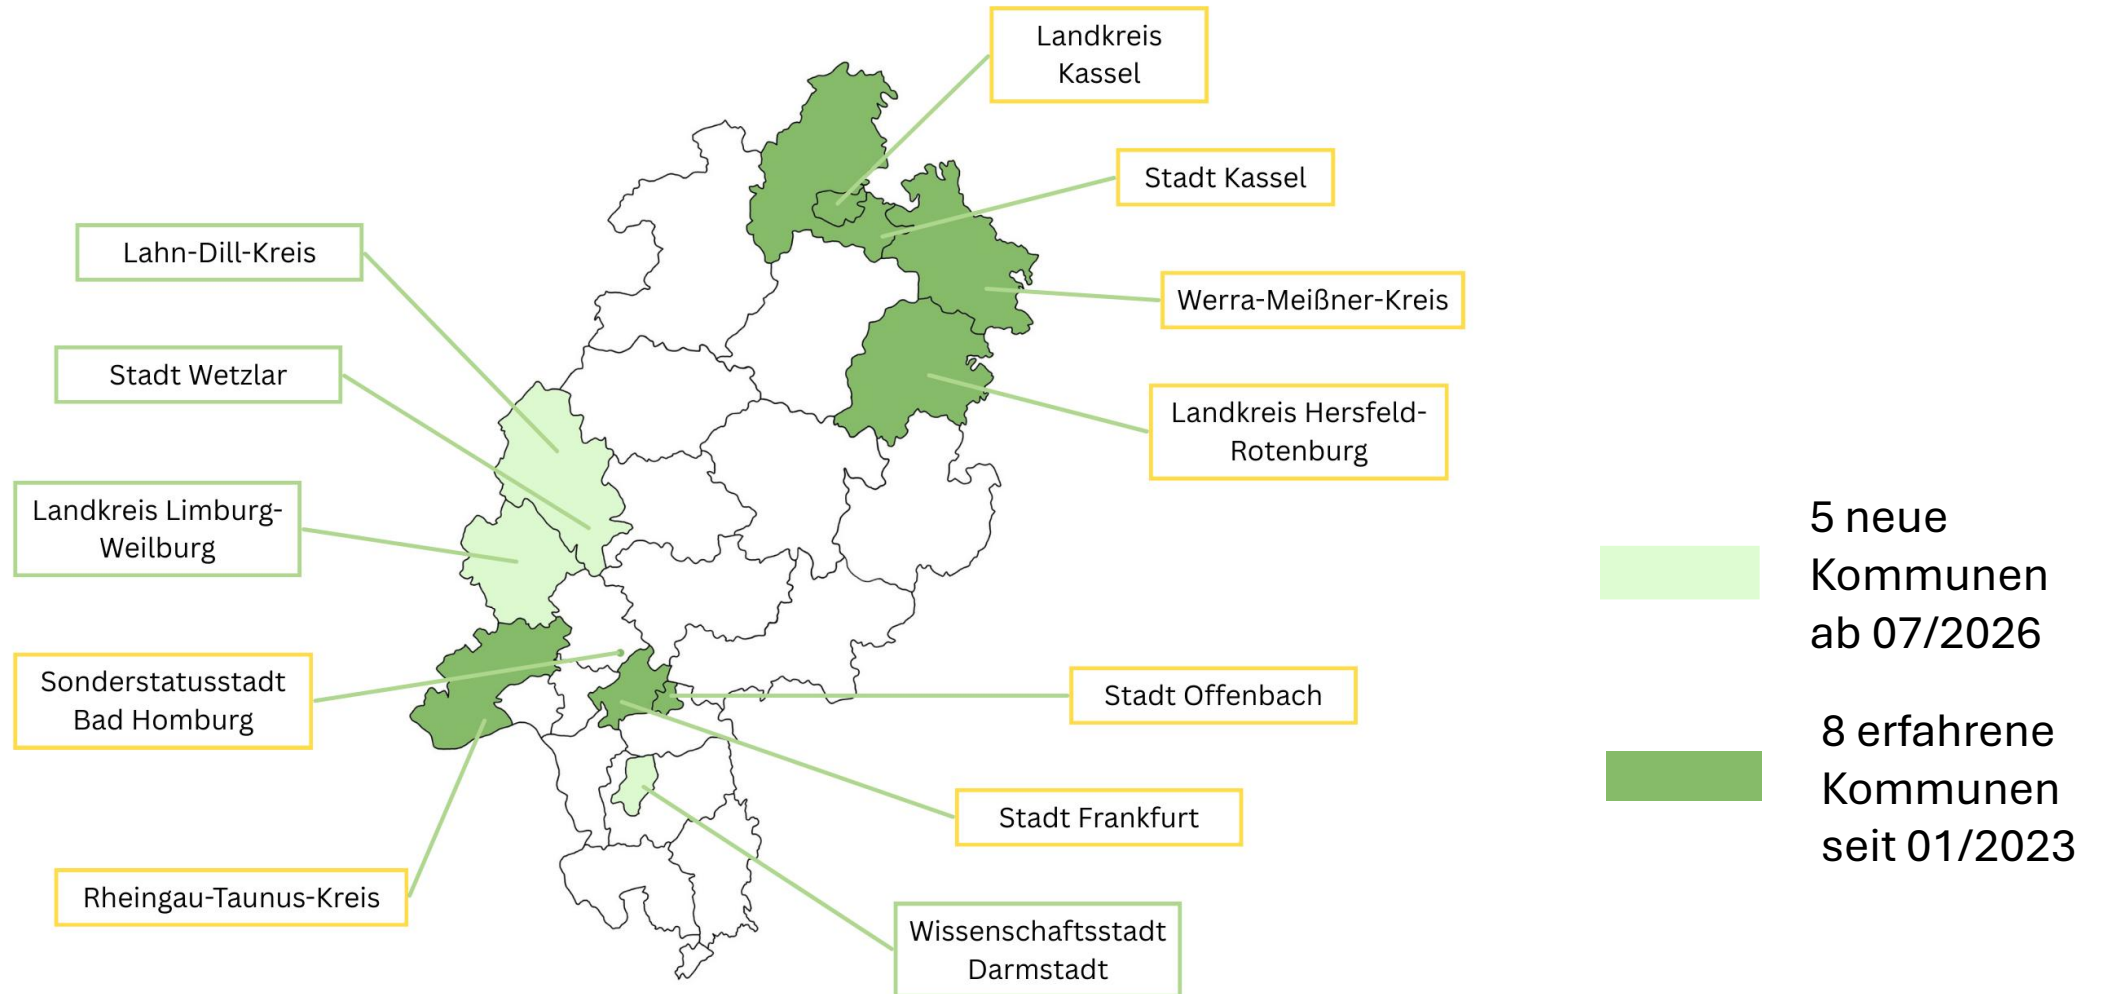 Landkreis
Kassel
Stadt Kassel
Lahn-Dill-Kreis
Werra-Meißner-Kreis
Stadt Wetzlar
Landkreis Hersfeld-
Rotenburg
Landkreis Limburg-
Weilburg
5 neue
Kommunen
ab 07/2026
Sonderstatusstadt
Bad Homburg
Stadt Offenbach
8 erfahrene
Kommunen
seit 01/2023
Stadt Frankfurt
Rheingau-Taunus-Kreis
Wissenschaftsstadt
Darmstadt